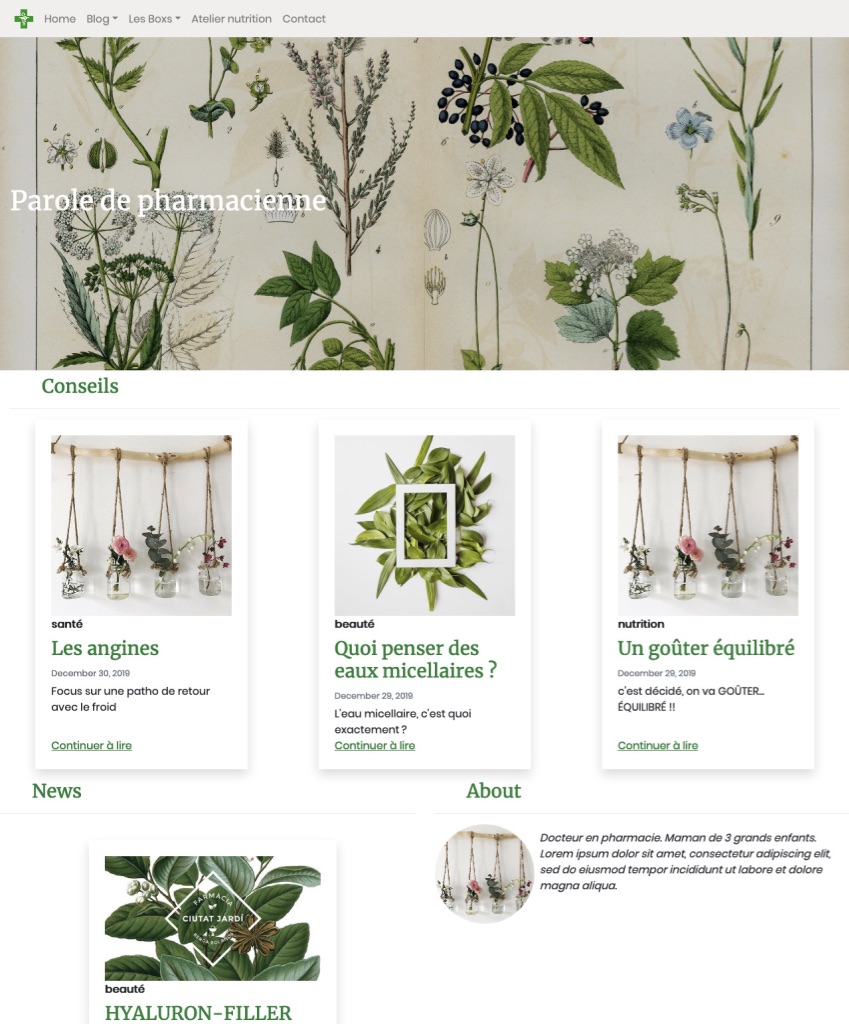 Home Blog Les Boxs Atelier nutrition Contact
Parole de pharmacienne
Conseils
santé
Les angines
December 30, 2019
Focus sur une patho de retour
avec le froid
Continuer à lire
beauté
Quoi penser des
eaux micellaires ?
December 29, 2019
L'eau micellaire, c'est quoi
exactement ?
Continuer à lire
nutrition
Un goûter équilibré
December 29, 2019
c'est décidé, on va GOÛTER...
ÉQUILIBRÉ !!
Continuer à lire
News
FARMACIA
CIUTAT JARDÍ
beauté
HYALURON-FILLER
About
Docteur en pharmacie. Maman de 3 grands enfants.
Lorem ipsum dolor sit amet, consectetur adipiscing elit,
sed do eiusmod tempor incididunt ut labore et dolore
magna aliqua.